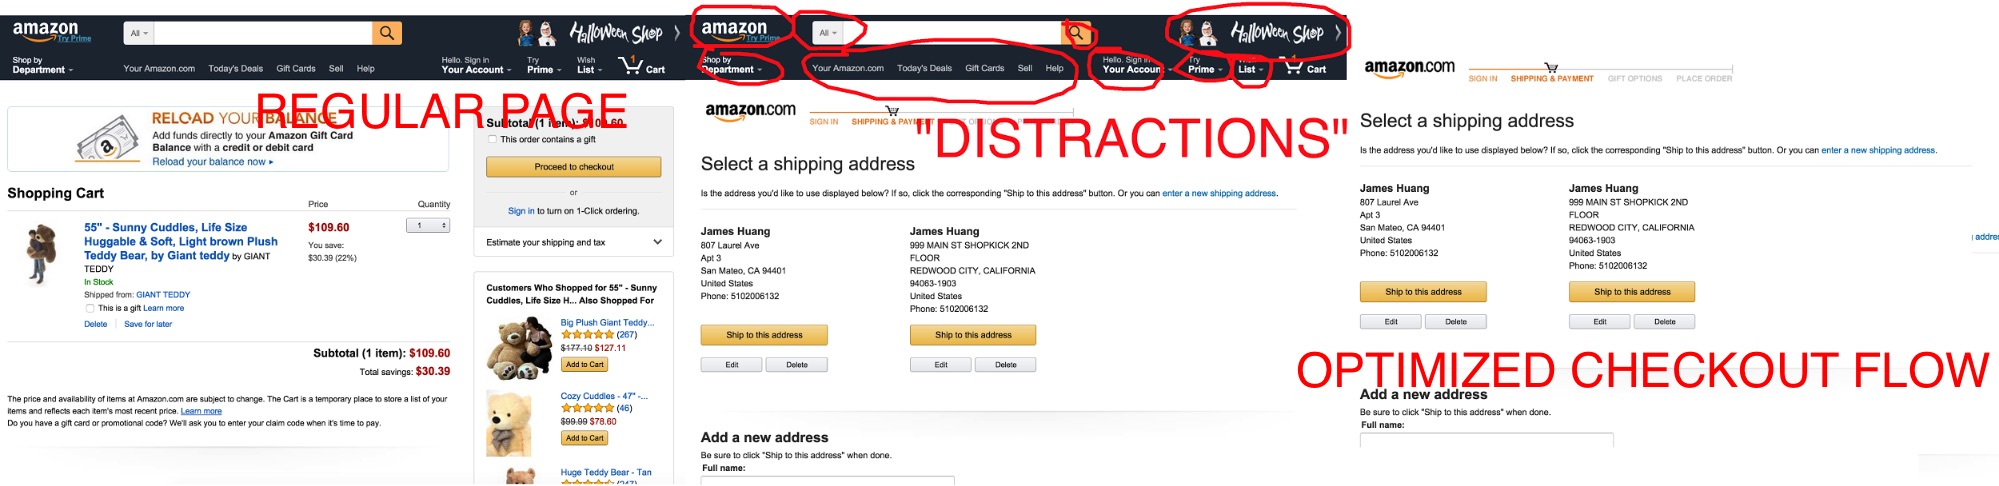 amazon
Try Prime
All
Halloween Shop
Shop by
Department
Your Amazon.com Today's Deals Gift Cards Sell Help
Hello. Sign in
Your Account
Try
Prime
Wish
List
1
Cart
REGULAR PAGE
RELOAD YOUR BALANCE
Add funds directly to your Amazon Gift Card
Balance with a credit or debit card
Reload your balance now ▸
Shopping Cart
Price
Quantity
55" - Sunny Cuddles, Life Size
Huggable & Soft, Light brown Plush
Teddy Bear, by Giant teddy by GIANT
TEDDY
In Stock
Shipped from: GIANT TEDDY
This is a gift Learn more
Delete Save for later
$109.60
You save:
$30.39 (22%)
1
Subtotal (1 item): $109.60
Total savings: $30.39
The price and availability of items at Amazon.com are subject to change. The Cart is a temporary place to store a list of your
items and reflects each item's most recent price. Learn more
Do you have a gift card or promotional code? We'll ask you to enter your claim code when it's time to pay.
Subtotal (1 item): $109.60
This order contains a gift
Proceed to checkout
or
Sign in to turn on 1-Click ordering.
Estimate your shipping and tax
Customers Who Shopped for 55" - Sunny
Cuddles, Life Size H... Also Shopped For
Big Plush Giant Teddy...
(267)
$177.10 $127.11
Add to Cart
Cozy Cuddles - 47" -...
(46)
$99.99 $78.60
Add to Cart
Huge Teddy Bear - Tan
amazon
Try Prime
All
Halloween Shop
Shop by
Department
Your Amazon.com Today's Deals Gift Cards Sell Help
Hello. Sign in
Your Account
Try
Prime
List
Cart
amazon.com
SIGN IN SHIPPING & PAYMENT
"DISTRACTIONS"
Select a shipping address
Is the address you'd like to use displayed below? If so, click the corresponding "Ship to this address" button. Or you can enter a new shipping address.
James Huang
807 Laurel Ave
Apt 3
San Mateo, CA 94401
United States
Phone: 5102006132
Ship to this address
Edit Delete
James Huang
999 MAIN ST SHOPKICK 2ND
FLOOR
REDWOOD CITY, CALIFORNIA
94063-1903
United States
Phone: 5102006132
Ship to this address
Edit Delete
Add a new address
Be sure to click "Ship to this address" when done.
Full name:
amazon.com
SIGN IN SHIPPING & PAYMENT GIFT OPTIONS PLACE ORDER
Select a shipping address
Is the address you'd like to use displayed below? If so, click the corresponding "Ship to this address" button. Or you can enter a new shipping address.
James Huang
807 Laurel Ave
Apt 3
San Mateo, CA 94401
United States
Phone: 5102006132
Ship to this address
Edit Delete
James Huang
999 MAIN ST SHOPKICK 2ND
FLOOR
REDWOOD CITY, CALIFORNIA
94063-1903
United States
Phone: 5102006132
Ship to this address
Edit Delete
OPTIMIZED CHECKOUT FLOW
Add a new address
Be sure to click "Ship to this address" when done.
Full name: